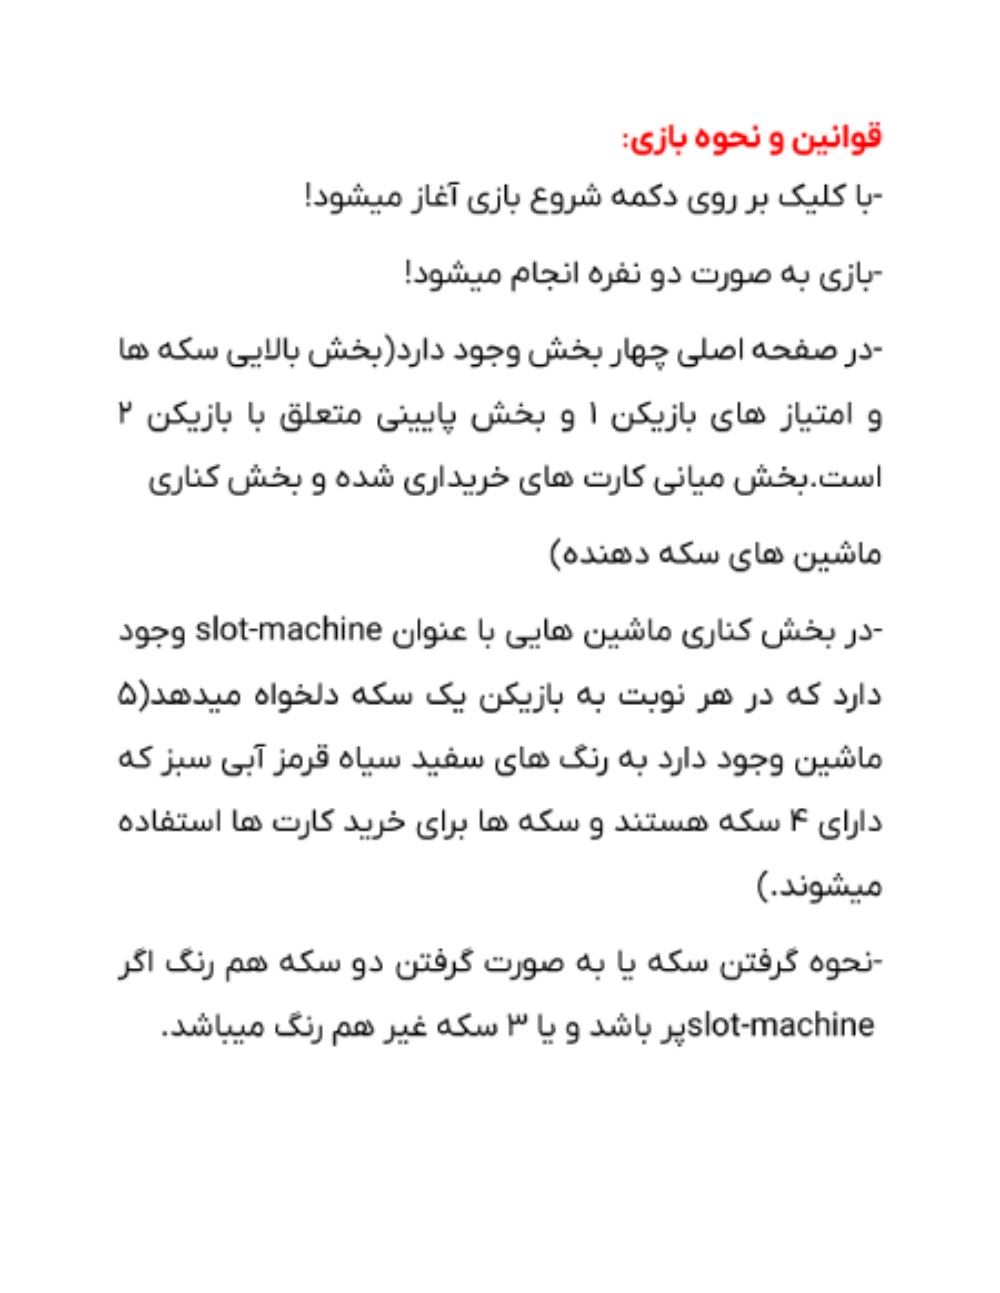 قوانین و نحوه بازی:
-با کلیک بر روی دکمه شروع بازی آغاز میشود!
-بازی به صورت دو نفره انجام میشود!
-در صفحه اصلی چهار بخش وجود دارد(بخش بالایی سکه ها
و امتیاز های بازیکن ۱ و بخش پایینی متعلق با بازیکن ۲
است.بخش میانی کارت های خریداری شده و بخش کناری
ماشین های سکه دهنده)
-در بخش کناری ماشین هایی با عنوان slot-machine وجود
دارد که در هر نوبت به بازیکن یک سکه دلخواه میدهد(۵
ماشین وجود دارد به رنگ های سفید سیاه قرمز آبی سبز که
دارای ۴ سکه هستند و سکه ها برای خرید کارت ها استفاده
میشوند.)
-نحوه گرفتن سکه یا به صورت گرفتن دو سکه هم رنگ اگر
slot-machineپر باشد و یا ۳ سکه غیر هم رنگ میباشد.